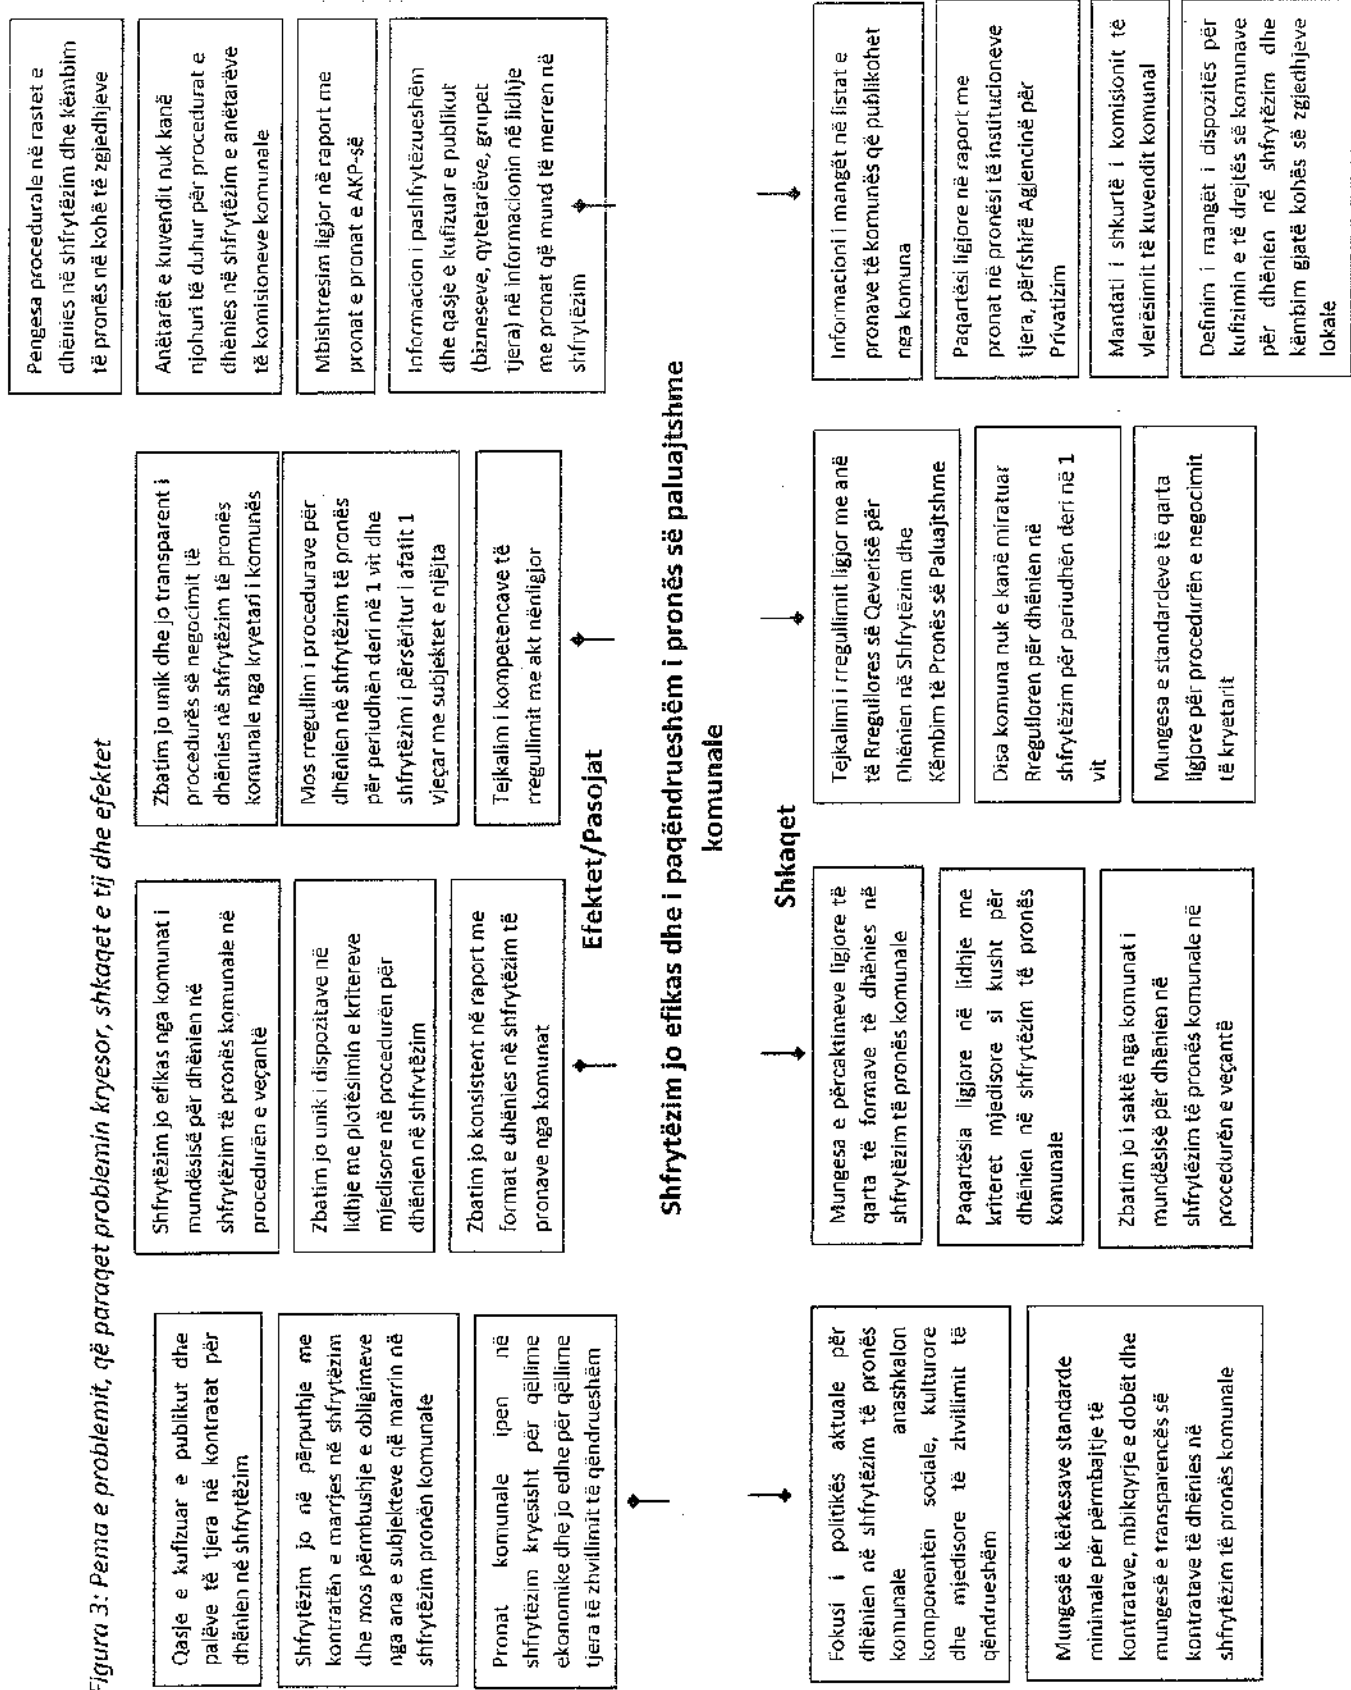 Figura 3: Pema e problemit, që paraqet problemin kryesor, shkaqet e tij dhe efektet
Qasje e kufizuar e publikut dhe
palëve të tjera në kontratat për
dhënien në shfrytëzim
Shfrytëzim jo në përputhje me
kontratën e marrjes në shfrytëzim
dhe mos përmbushje e obligimeve
nga ana e subjekteve që marrin në
shfrytëzim pronën komunale
Pronat komunale ipen në
shfrytëzim kryesisht për qëllime
ekonomike dhe jo edhe për qëllime
tjera të zhvillimit të qëndrueshëm
Shfrytëzim jo efikas nga komunat i
mundësisë për dhënien në
shfrytëzim të pronës komunale në
procedurën e veçantë
Zbatim jo unik i dispozitave në
lidhje me plotësimin e kritereve
mjedisore në procedurën për
dhënien në shfrytëzim
Zbatim jo konsistent në raport me
format e dhënies në shfrytëzim të
pronave nga komunat
Zbatim jo unik dhe jo transparent i
procedurës së negocimit të
dhënies në shfrytëzim të pronës
komunale nga kryetari i komunës
Mos rregullim i procedurave për
dhënien në shfrytëzim të pronës
për periudhën deri në 1 vit dhe
shfrytëzim i përsëritur i afatit 1
vjeçar me subjektet e njëjta
Tejkalim i kompetencave të
rregullimit me akt nënligjor
Pengesa procedurale në rastet e
dhënies në shfrytëzim dhe këmbim
të pronës në kohë të zgjedhjeve
Anëtarët e kuvendit nuk kanë
njohuri të duhur për procedurat e
dhënies në shfrytëzim e anëtarëve
të komisioneve komunale
Mbishtresim ligjor në raport me
pronat e pronat e AKP-së
Informacion i pashfrytëzueshëm
dhe qasje e kufizuar e publikut
(bizneseve, qytetarëve, grupet
tjera) në informacionin në lidhje
me pronat që mund të merren në
shfrytëzim
Efektet/Pasojat
Shfrytëzim jo efikas dhe i paqëndrueshëm i pronës së paluajtshme
komunale
Shkaqet
Fokusi i politikës aktuale për
dhënien në shfrytëzim të pronës
komunale anashkalon
komponentën sociale, kulturore
dhe mjedisore të zhvillimit të
qëndrueshëm
Mungesë e kërkesave standarde
minimale për përmbajtje të
kontratave, mbikqyrje e dobët dhe
mungesë e transparencës së
kontratave të dhënies në
shfrytëzim të pronës komunale
Mungesa e përcaktimeve ligjore të
qarta të formave të dhënies në
shfrytëzim të pronës komunale
Paqartësia ligjore në lidhje me
kriteret mjedisore si kusht për
dhënien në shfrytëzim të pronës
komunale
Zbatim jo i saktë nga komunat i
mundësisë për dhënien në
shfrytëzim të pronës komunale në
procedurën e veçantë
Tejkalimi i rregullimit ligjor me anë
të Rregullores së Qeverisë për
Dhënien në Shfrytëzim dhe
Këmbim të Pronës së Paluajtshme
Disa komuna nuk e kanë miratuar
Rregulloren për dhënien në
shfrytëzim për periudhën deri në 1
vit
Mungesa e standardeve të qarta
ligjore për procedurën e negocimit
të kryetarit
Informacioni i mangët në listat e
pronave të komunës që publikohet
nga komuna
Paqartësi ligjore në raport me
pronat në pronësi të institucioneve
tjera, përfshirë Agjencinë për
Privatizim
Mandati i shkurtë i komisionit të
vlerësimit të kuvendit komunal
Definim i mangët i dispozitës për
kufizimin e të drejtës së komunave
për dhënien në shfrytëzim dhe
këmbim gjatë kohës së zgjedhjeve
lokale